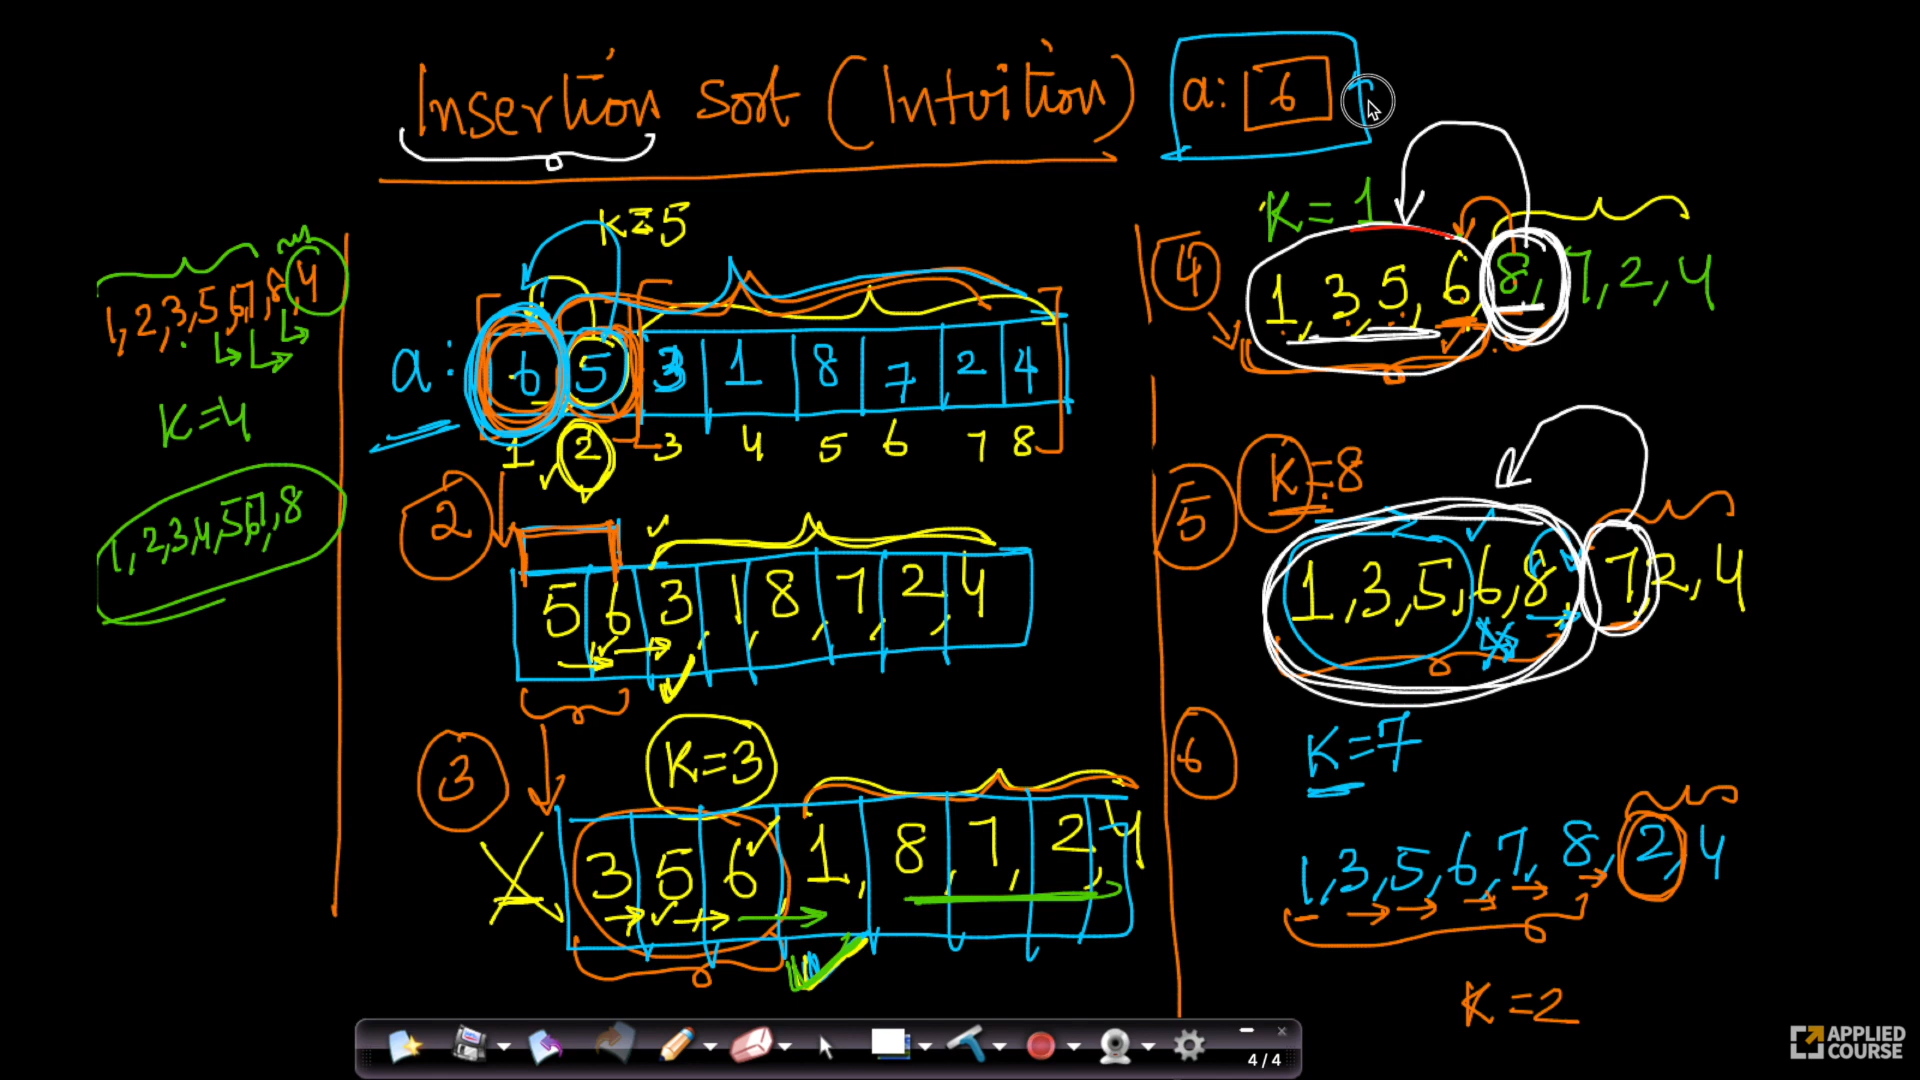 Insertion Sort (Intuition)
a: 6
1, 2, 3, 5, 6, 7, 8, 4
K=4
1, 2, 3, 4, 5, 6, 7, 8
K=5
a: 6 5 3 1 8 7 2 4
1 2 3 4 5 6 7 8
2
5 6 3, 1, 8, 7, 2, 4
3
K=3
3 5 6 1, 8, 7, 2, 4
4
K=1
1, 3, 5, 6, 8, 7, 2, 4
5
K=8
1, 3, 5, 6, 8, 7, 2, 4
6
K=7
1, 3, 5, 6, 7, 8, 2, 4
K=2
4 / 4
APPLIED
COURSE